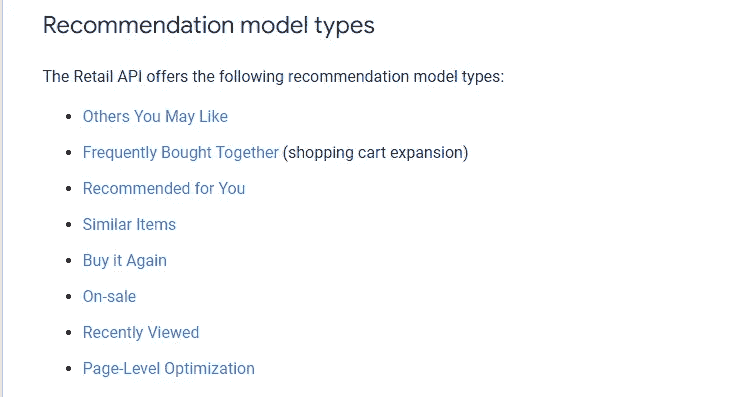 Recommendation model types
The Retail API offers the following recommendation model types:
• Others You May Like
• Frequently Bought Together (shopping cart expansion)
• Recommended for You
• Similar Items
• Buy it Again
• On-sale
• Recently Viewed
• Page-Level Optimization